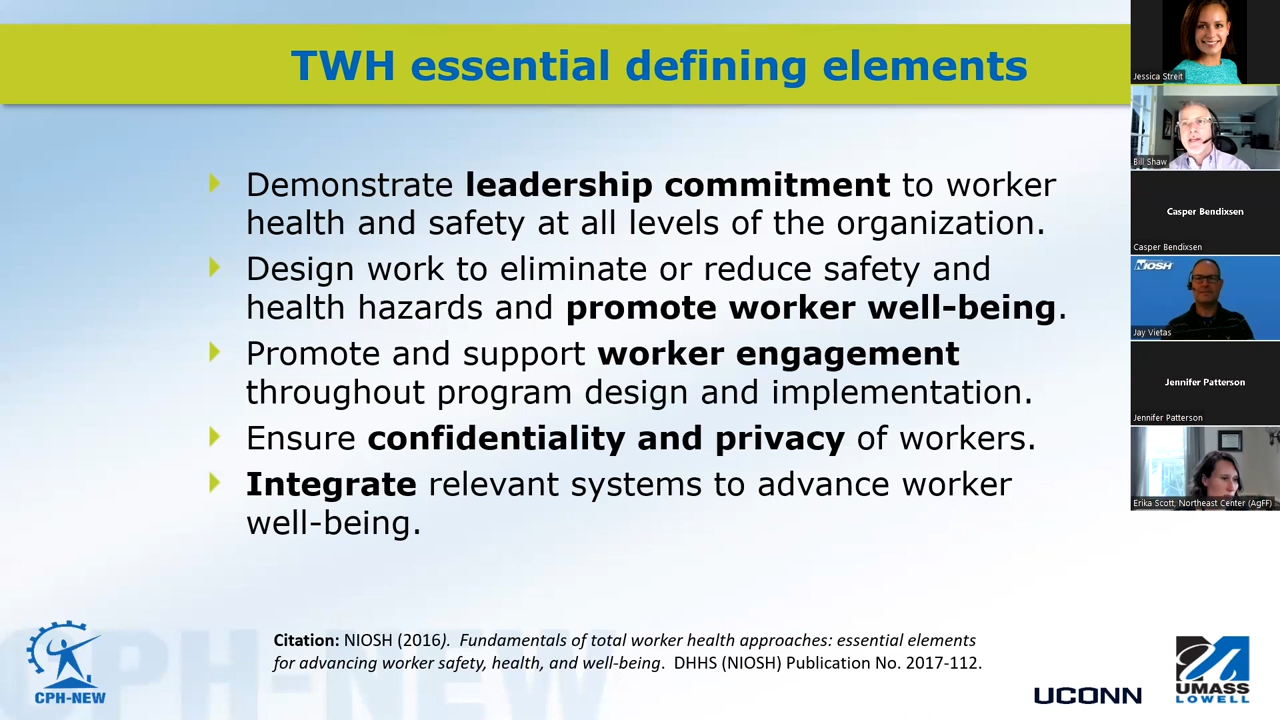 TWH essential defining elements
Demonstrate leadership commitment to worker
health and safety at all levels of the organization.
Design work to eliminate or reduce safety and
health hazards and promote worker well-being.
Promote and support worker engagement
throughout program design and implementation.
Ensure confidentiality and privacy of workers.
Integrate relevant systems to advance worker
well-being.
Citation: NIOSH (2016). Fundamentals of total worker health approaches: essential elements
for advancing worker safety, health, and well-being. DHHS (NIOSH) Publication No. 2017-112.
CPH-NEW
CPH-NEW
UCONN
UMASS
LOWELL
Jessica Streit
Bill Shaw
Casper Bendixsen
Casper Bendixsen
NIOSH
Jay Vietas
Jennifer Patterson
Jennifer Patterson
Erika Scott, Northeast Center (AgFF)